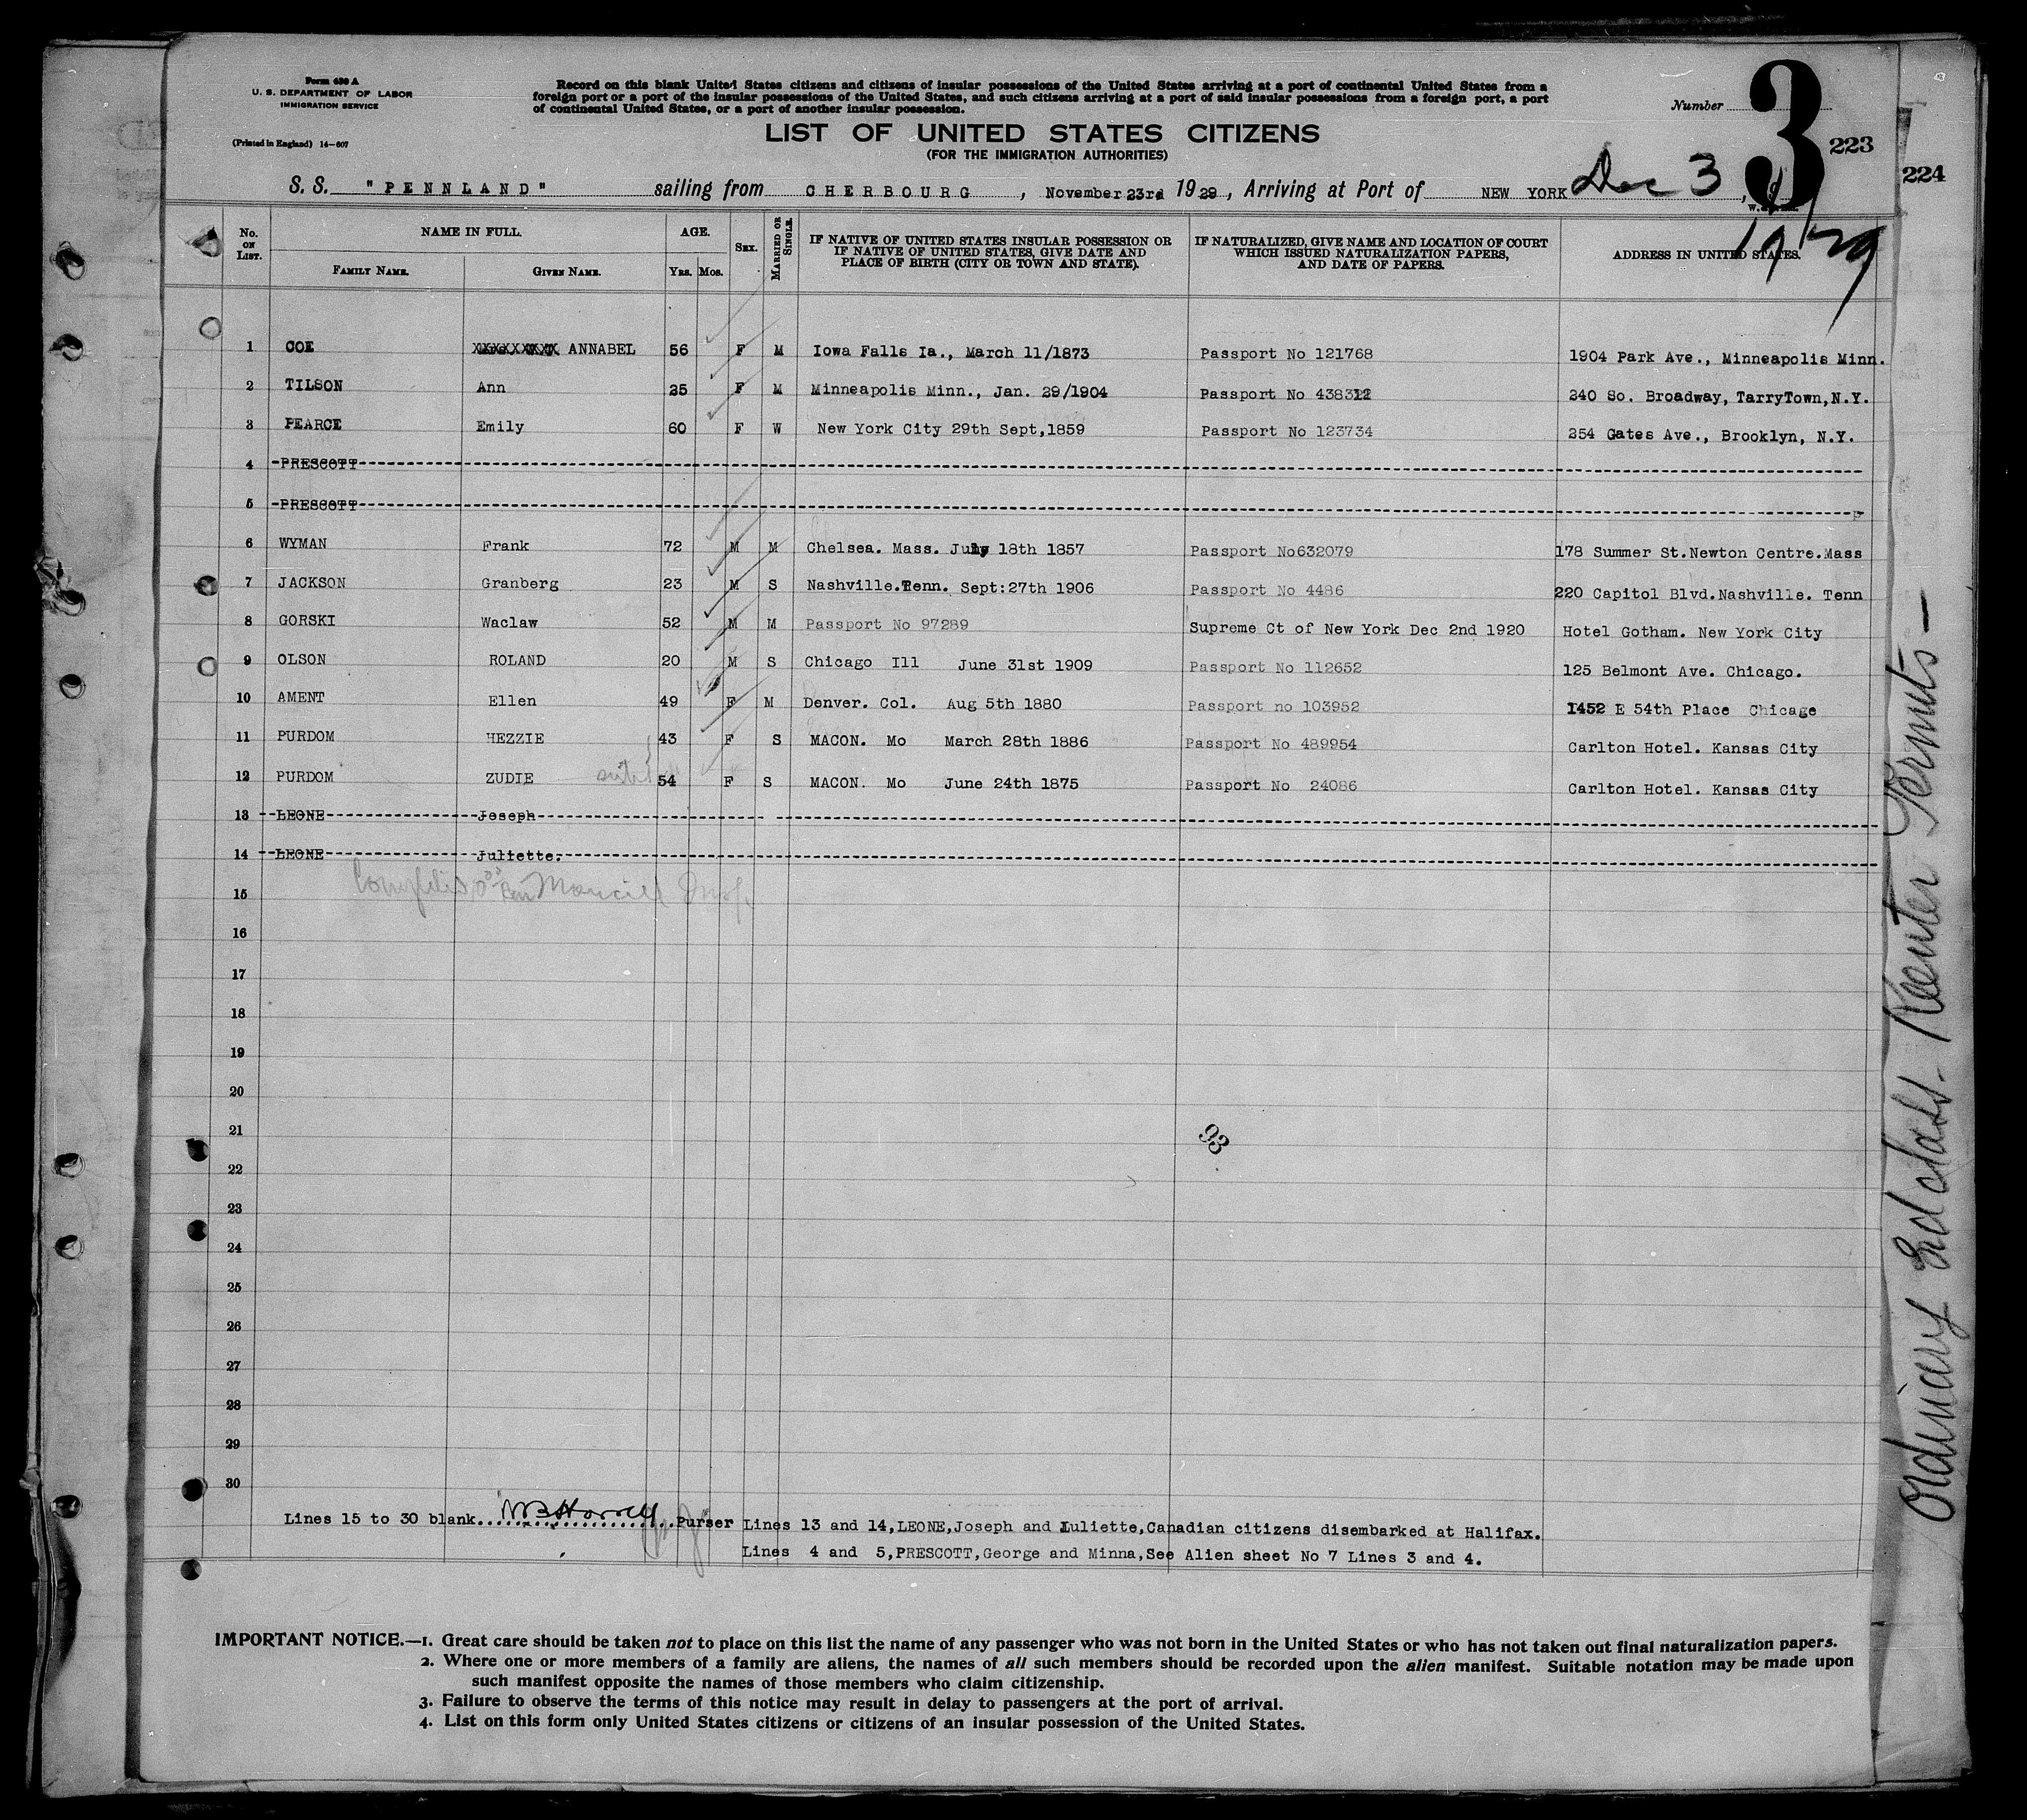 Form 430 A
U. S. DEPARTMENT OF LABOR
IMMIGRATION SERVICE
(Printed in England) 14-607
Record on this blank United States citizens and citizens of insular possessions of the United States arriving at a port of continental United States from a
foreign port or a port of the insular possessions of the United States, and such citizens arriving at a port of said insular possessions from a foreign port, a port
of continental United States, or a port of another insular possession.
Number 3
223
224
LIST OF UNITED STATES CITIZENS
(FOR THE IMMIGRATION AUTHORITIES)
S. S. "PENNLAND" sailing from CHERBOURG, November 23rd 1929, Arriving at Port of NEW YORK Dec 3, 1929
No. ON LIST. NAME IN FULL. AGE. SEX. MARRIED OR SINGLE. IF NATIVE OF UNITED STATES INSULAR POSSESSION OR IF NATIVE OF UNITED STATES, GIVE DATE AND PLACE OF BIRTH (CITY OR TOWN AND STATE). IF NATURALIZED, GIVE NAME AND LOCATION OF COURT WHICH ISSUED NATURALIZATION PAPERS, AND DATE OF PAPERS. ADDRESS IN UNITED STATES.
FAMILY NAME. GIVEN NAME. YRS. MOS.
1 COE ANNABEL 56 F M Iowa Falls Ia., March 11/1873 Passport No 121768 1904 Park Ave., Minneapolis Minn.
2 TILSON Ann 25 F M Minneapolis Minn., Jan. 29/1904 Passport No 240 So. Broadway, TarryTown,N.Y.
3 PEARCE Emily 60 F W New York City 29th Sept,1859 Passport No 123734 254 Gates Ave., Brooklyn, N.Y.
4 PRESCOTT
5 PRESCOTT
6 WYMAN Frank 72 M M Chelsea. Mass. July 18th 1857 Passport No632079 178 Summer St.Newton Centre.Mass
7 JACKSON Granberg 23 M S Nashville.Tenn. Sept:27th 1906 Passport No 4486 220 Capitol Blvd.Nashville. Tenn
8 GORSKI Waclaw 52 M M Passport No 97289 Supreme Ct of New York Dec 2nd 1920 Hotel Gotham. New York City
9 OLSON ROLAND 20 M S Chicago Ill June 31st 1909 Passport No 112652 125 Belmont Ave. Chicago.
10 AMENT Ellen 49 F M Denver. Col. Aug 5th 1880 Passport no 103952 1452 E 54th Place Chicage
11 PURDOM HEZZIE 43 F S MACON. Mo March 28th 1886 Passport No 489954 Carlton Hotel. Kansas City
12 PURDOM ZUDIE 54 F S MACON. Mo June 24th 1875 Passport No 24086 Carlton Hotel. Kansas City
13 LEONE Joseph
14 LEONE Juliette.
15
16
17
18
19
20
21
93
22
23
24
25
26
27
28
29
30
Lines 15 to 30 blank Purser Lines 13 and 14,LEONE,Joseph and Juliette,Canadian citizens disembarked at Halifax.
Lines 4 and 5,PRESCOTT,George and Minna,See Alien sheet No 7 Lines 3 and 4.
IMPORTANT NOTICE.—1. Great care should be taken not to place on this list the name of any passenger who was not born in the United States or who has not taken out final naturalization papers.
2. Where one or more members of a family are aliens, the names of all such members should be recorded upon the alien manifest. Suitable notation may be made upon
such manifest opposite the names of those members who claim citizenship.
3. Failure to observe the terms of this notice may result in delay to passengers at the port of arrival.
4. List on this form only United States citizens or citizens of an insular possession of the United States.
Ordinary Permits —